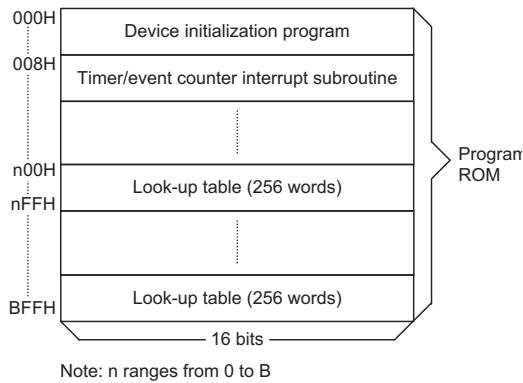 000H
Device initialization program
008H
Timer/event counter interrupt subroutine
n00H
Look-up table (256 words)
nFFH
Program
ROM
Look-up table (256 words)
BFFH
16 bits
Note: n ranges from 0 to B